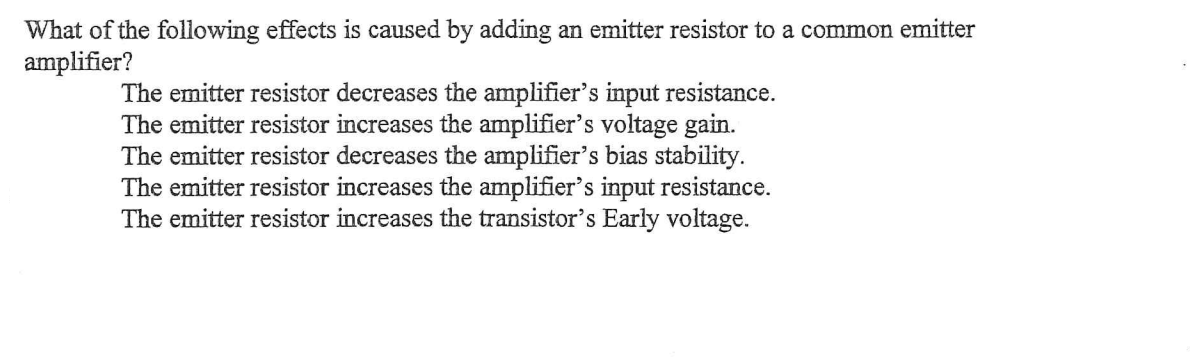 What of the following effects is caused by adding an emitter resistor to a common emitter
amplifier?
The emitter resistor decreases the amplifier's input resistance.
The emitter resistor increases the amplifier's voltage gain.
The emitter resistor decreases the amplifier's bias stability.
The emitter resistor increases the amplifier's input resistance.
The emitter resistor increases the transistor's Early voltage.